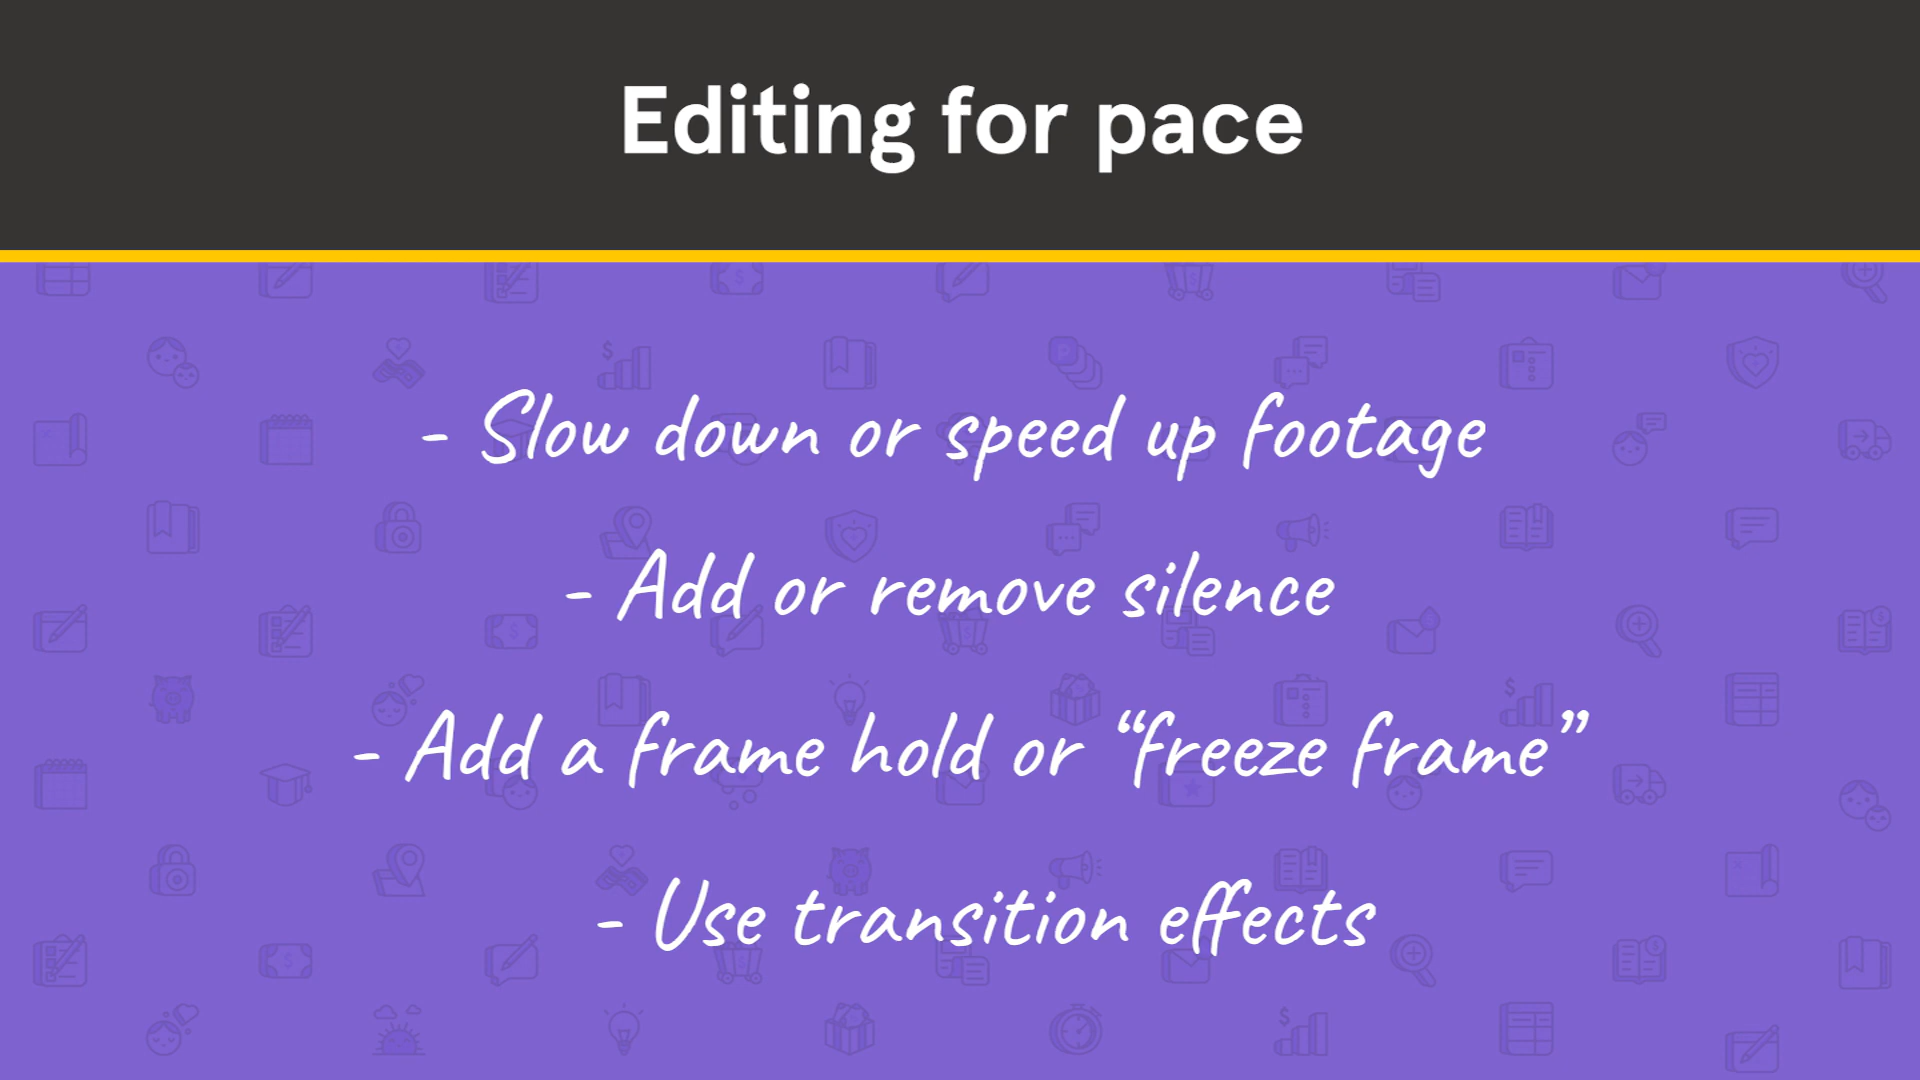 Editing for pace
- Slow down or speed up footage
- Add or remove silence
- Add a frame hold or “freeze frame”
- Use transition effects